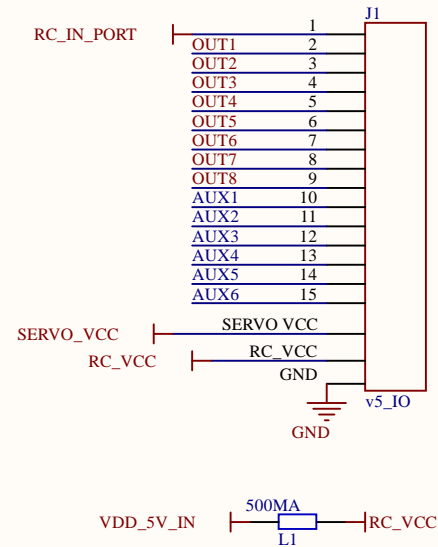 J1
RC_IN_PORT 1
OUT1 2
OUT2 3
OUT3 4
OUT4 5
OUT5 6
OUT6 7
OUT7 8
OUT8 9
AUX1 10
AUX2 11
AUX3 12
AUX4 13
AUX5 14
AUX6 15
SERVO_VCC SERVO VCC
RC_VCC RC_VCC
GND
v5_IO
GND
500MA
VDD_5V_IN RC_VCC
L1